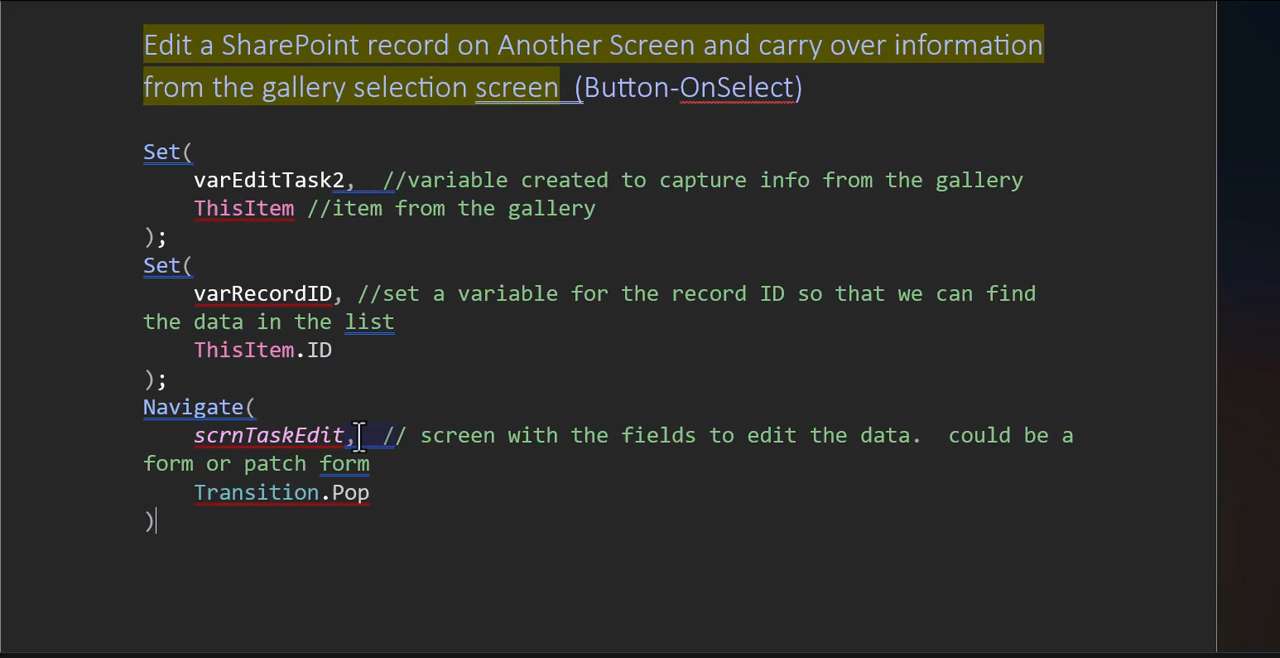 Edit a SharePoint record on Another Screen and carry over information
from the gallery selection screen  (Button-OnSelect)
Set(
varEditTask2,  //variable created to capture info from the gallery
ThisItem //item from the gallery
);
Set(
varRecordID, //set a variable for the record ID so that we can find
the data in the list
ThisItem.ID
);
Navigate(
scrnTaskEdit,  // screen with the fields to edit the data.  could be a
form or patch form
Transition.Pop
)